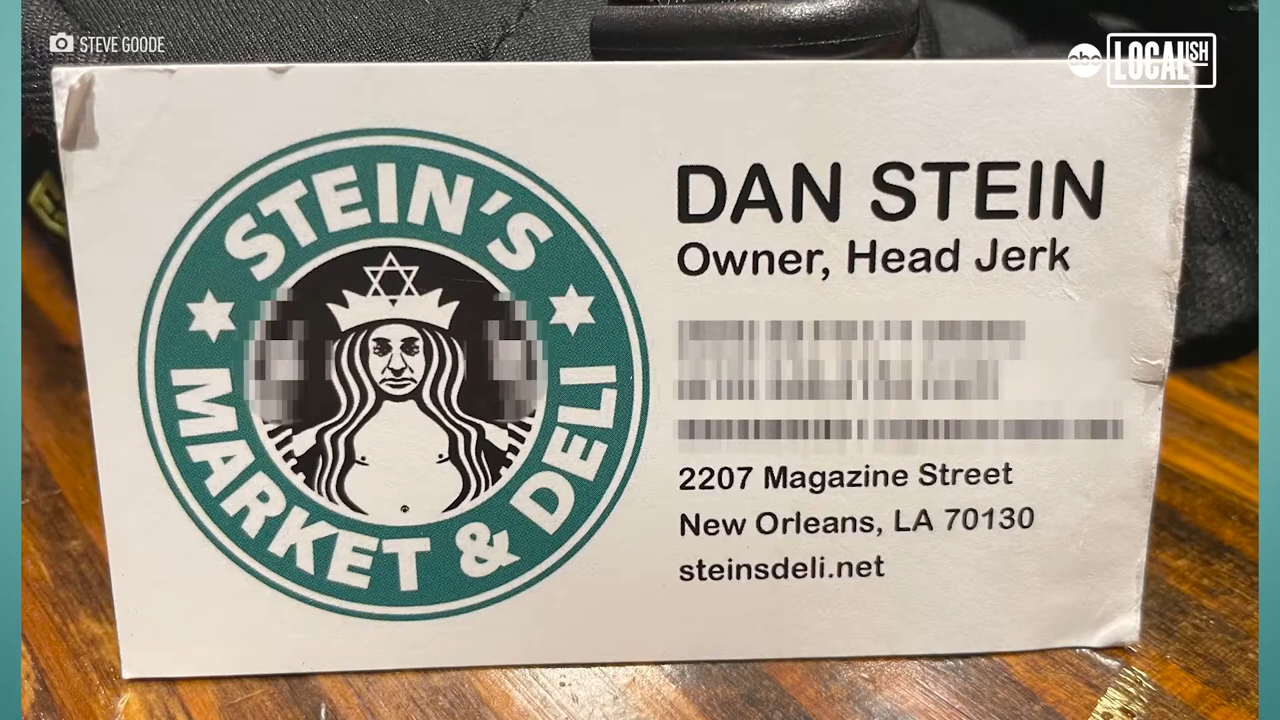 STEVE GOODE
abc LOCALISH
STEIN'S
MARKET & DELI
DAN STEIN
Owner, Head Jerk
2207 Magazine Street
New Orleans, LA 70130
steinsdeli.net